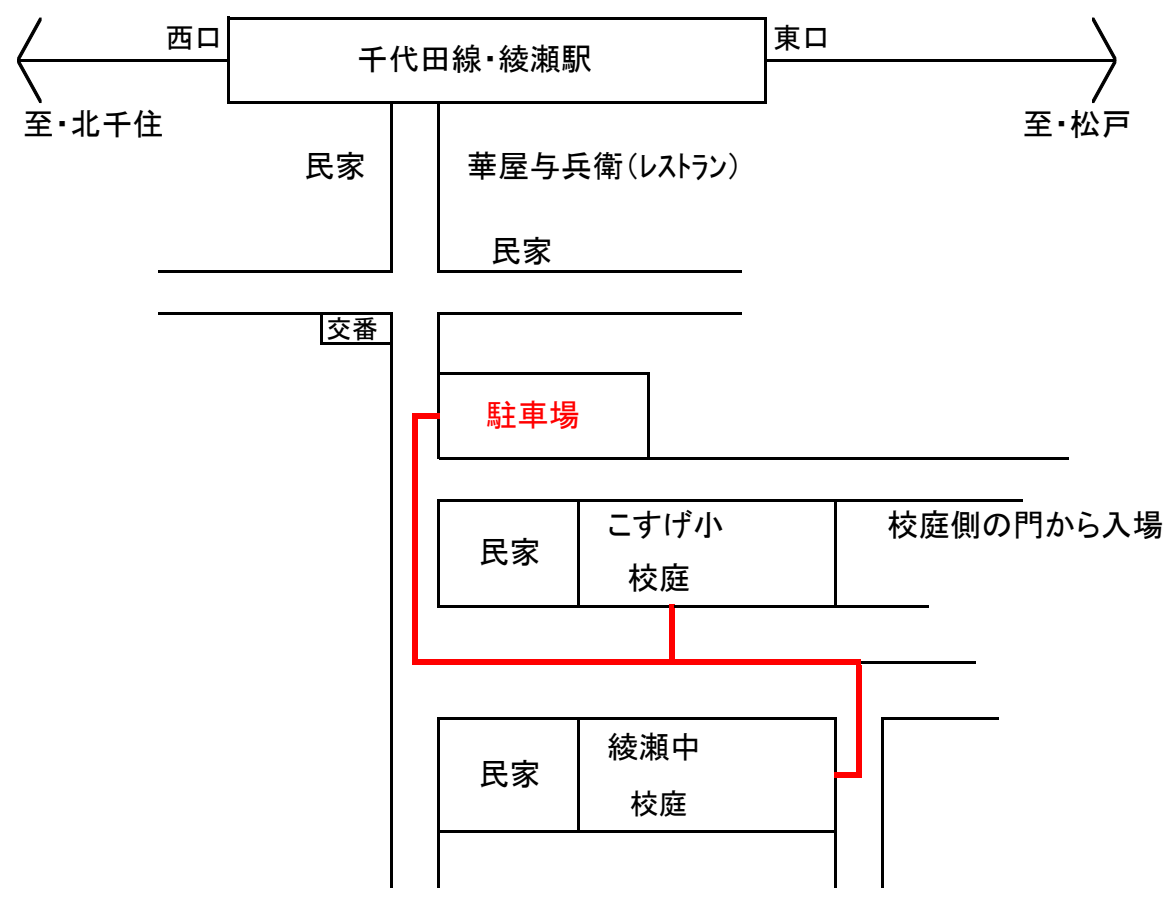 西口
千代田線・綾瀬駅
東口
至・北千住
至・松戸
民家
華屋与兵衛(レストラン)
民家
交番
駐車場
こすげ小
校庭側の門から入場
民家
校庭
綾瀬中
民家
校庭